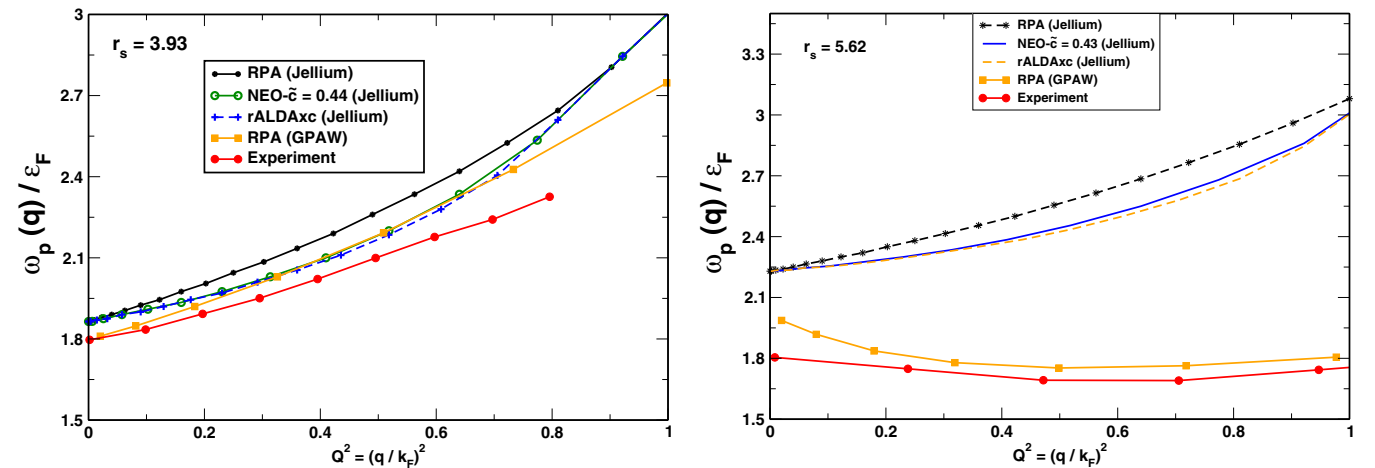 r_s = 3.93
RPA (Jellium)
NEO-c̃ = 0.44 (Jellium)
rALDAxc (Jellium)
RPA (GPAW)
Experiment
ω_p (q) / ε_F
3
2.7
2.4
2.1
1.8
1.5
0 0.2 0.4 0.6 0.8 1
Q² = (q / k_F)²
r_s = 5.62
RPA (Jellium)
NEO-c̃ = 0.43 (Jellium)
rALDAxc (Jellium)
RPA (GPAW)
Experiment
ω_p (q) / ε_F
3.3
3
2.7
2.4
2.1
1.8
1.5
0 0.2 0.4 0.6 0.8 1
Q² = (q / k_F)²